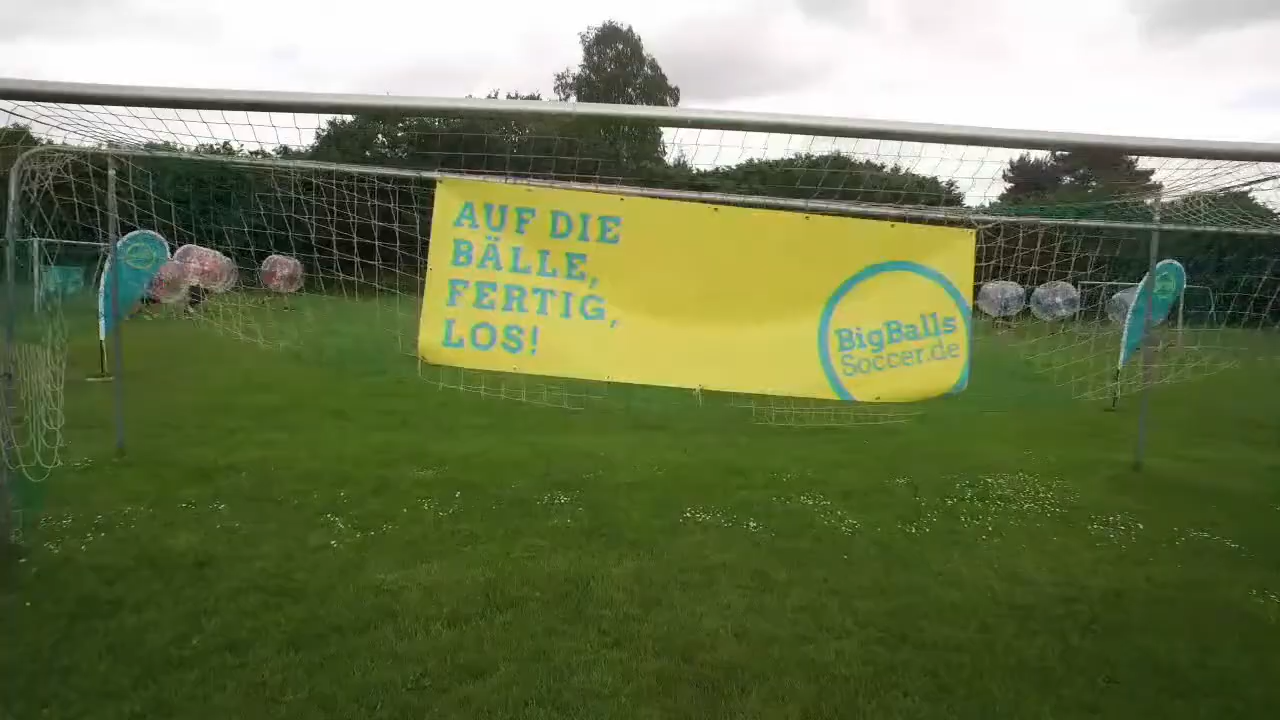 AUF DIE
BÄLLE,
FERTIG,
LOS!
BigBalls
Soccer.de